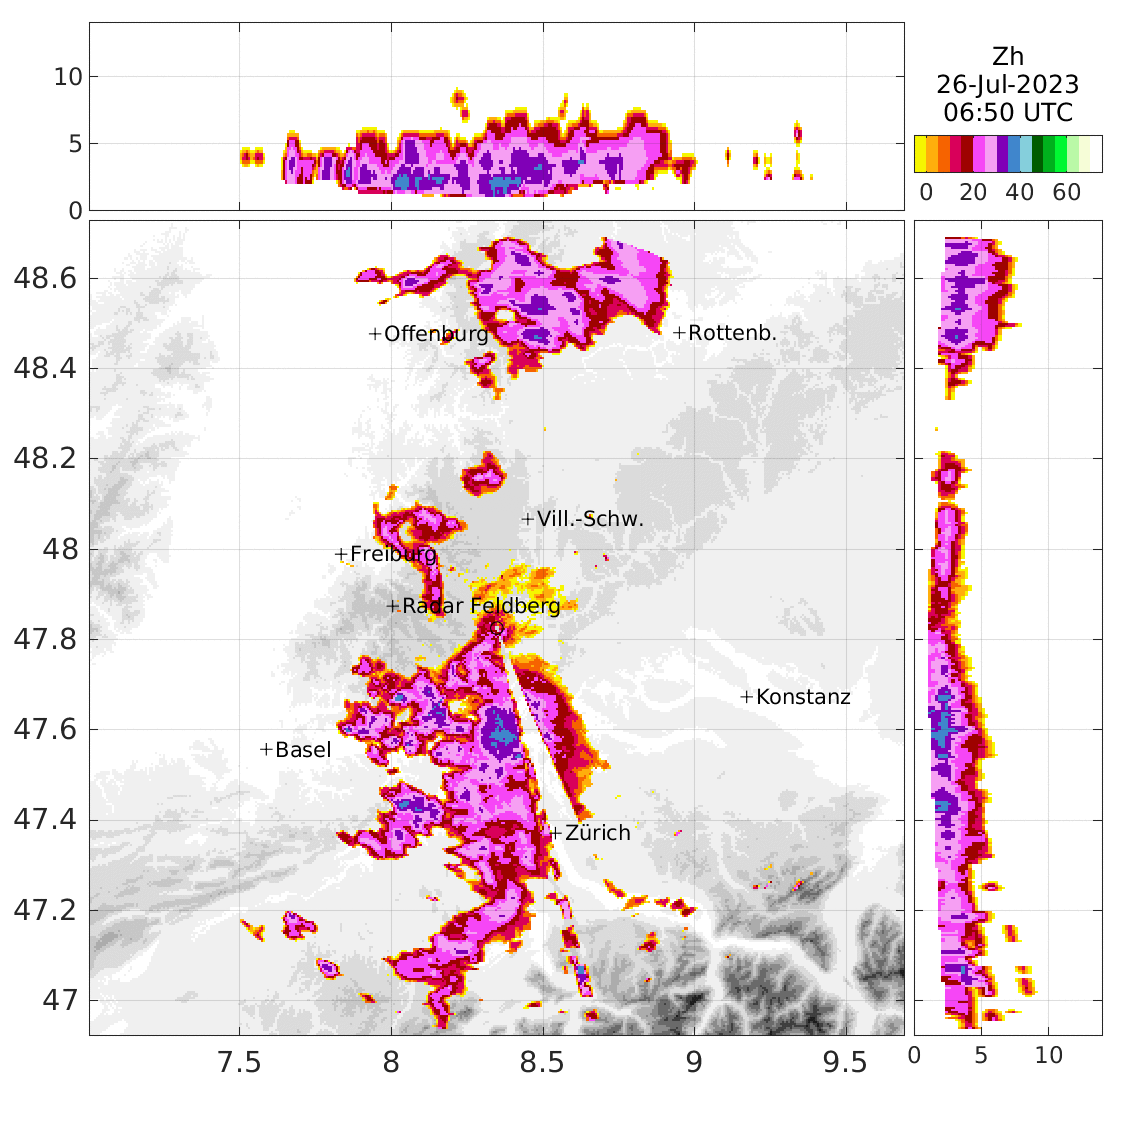 10
5
0
Zh
26-Jul-2023
06:50 UTC
0 20 40 60
48.6
48.4
48.2
48
47.8
47.6
47.4
47.2
47
+Offenburg
+Rottenb.
+Vill.-Schw.
+Freiburg
+Radar Feldberg
+Konstanz
+Basel
+Zürich
7.5 8 8.5 9 9.5
0 5 10